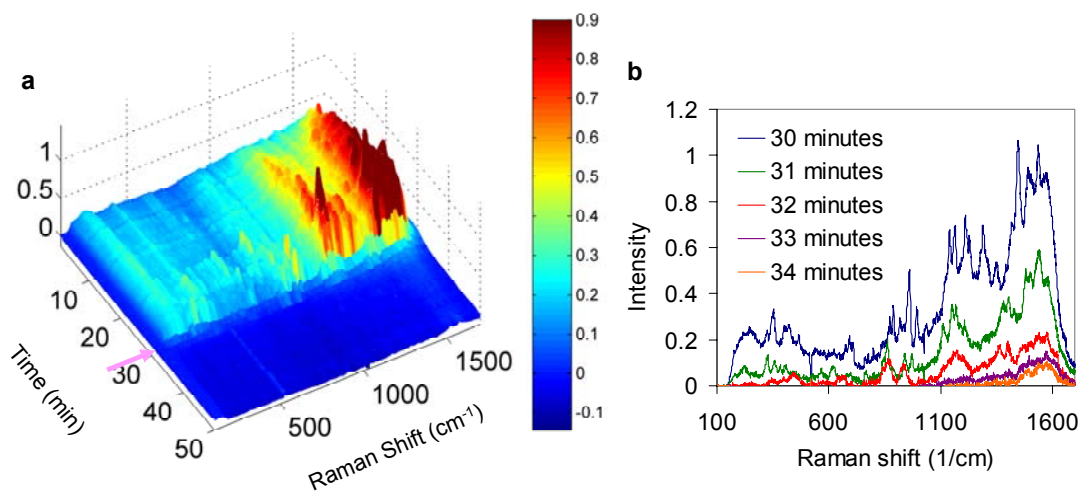 a
1
0.5
0
10
20
30
40
50
Time (min)
500
1000
1500
Raman Shift (cm⁻¹)
0.9
0.8
0.7
0.6
0.5
0.4
0.3
0.2
0.1
0
-0.1
b
1.2
1
0.8
0.6
0.4
0.2
0
Intensity
30 minutes
31 minutes
32 minutes
33 minutes
34 minutes
100 600 1100 1600
Raman shift (1/cm)